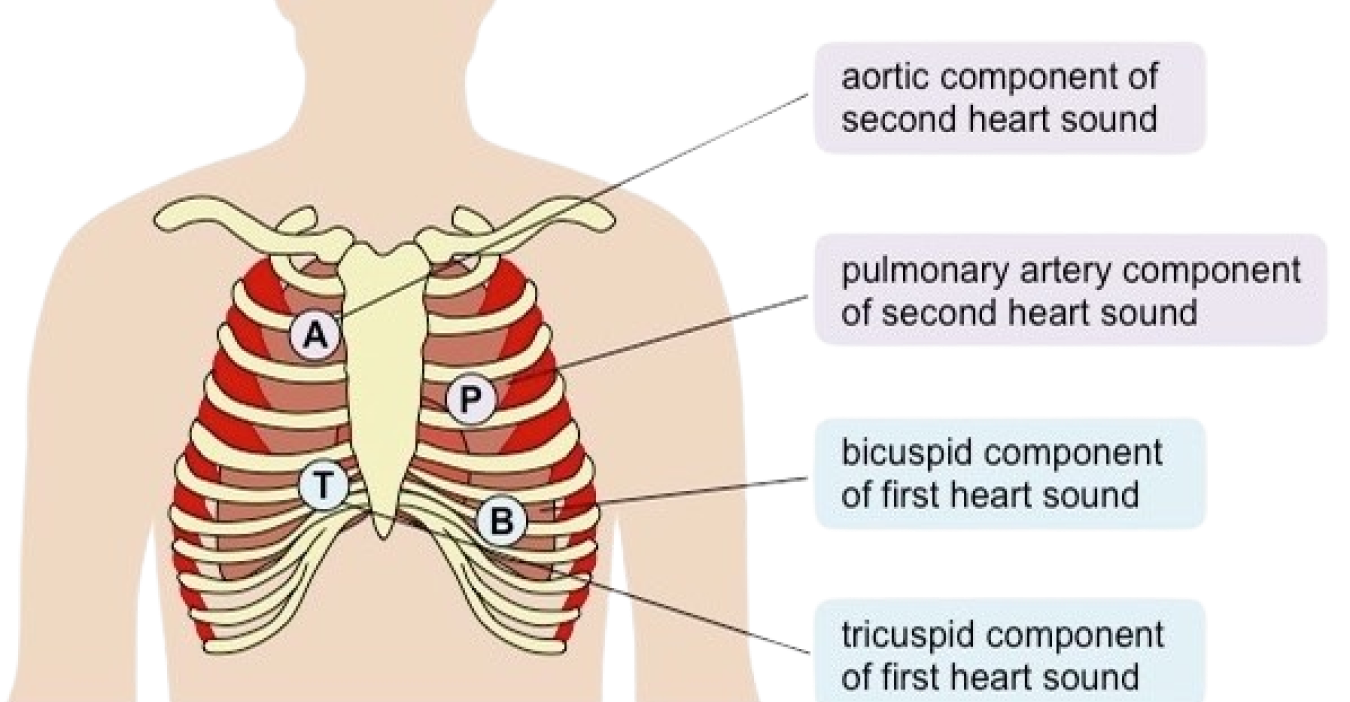 aortic component of
second heart sound
A
pulmonary artery component
of second heart sound
P
bicuspid component
of first heart sound
T
B
tricuspid component
of first heart sound